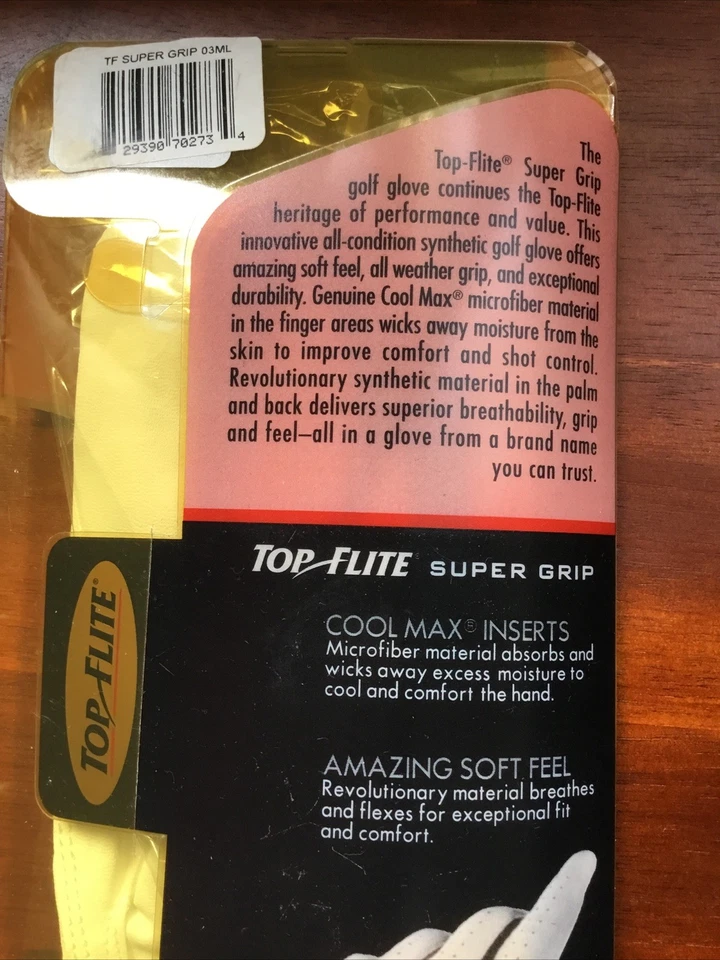 TF SUPER GRIP 03ML
29390 70273 4
The
Top-Flite® Super Grip
golf glove continues the Top-Flite
heritage of performance and value. This
innovative all-condition synthetic golf glove offers
amazing soft feel, all weather grip, and exceptional
durability. Genuine Cool Max® microfiber material
in the finger areas wicks away moisture from the
skin to improve comfort and shot control.
Revolutionary synthetic material in the palm
and back delivers superior breathability, grip
and feel–all in a glove from a brand name
you can trust.
TOP-FLITE SUPER GRIP
COOL MAX® INSERTS
Microfiber material absorbs and
wicks away excess moisture to
cool and comfort the hand.
AMAZING SOFT FEEL
Revolutionary material breathes
and flexes for exceptional fit
and comfort.
TOP-FLITE®